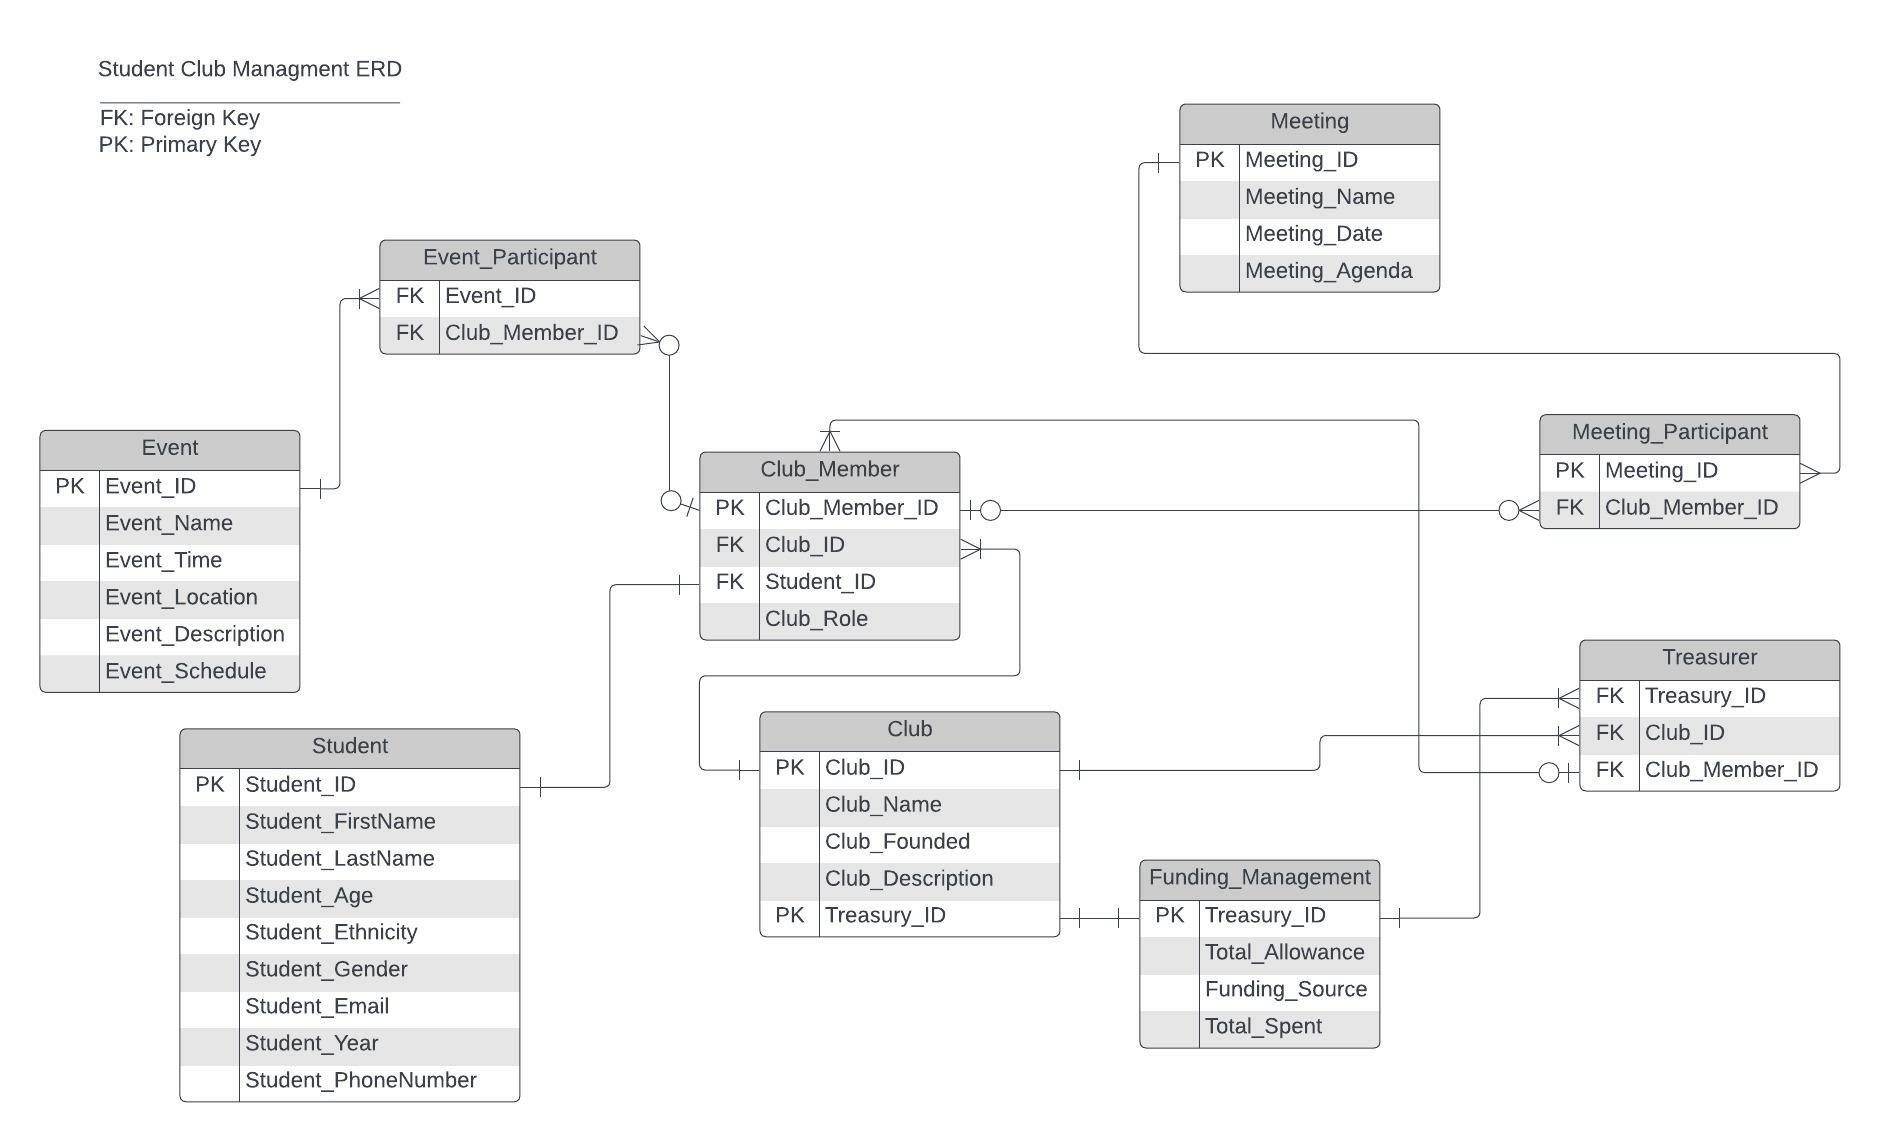 Student Club Managment ERD
FK: Foreign Key
PK: Primary Key
Meeting
PK Meeting_ID
Meeting_Name
Meeting_Date
Meeting_Agenda
Event_Participant
FK Event_ID
FK Club_Member_ID
Event
PK Event_ID
Event_Name
Event_Time
Event_Location
Event_Description
Event_Schedule
Club_Member
PK Club_Member_ID
FK Club_ID
FK Student_ID
Club_Role
Meeting_Participant
PK Meeting_ID
FK Club_Member_ID
Treasurer
FK Treasury_ID
FK Club_ID
FK Club_Member_ID
Student
PK Student_ID
Student_FirstName
Student_LastName
Student_Age
Student_Ethnicity
Student_Gender
Student_Email
Student_Year
Student_PhoneNumber
Club
PK Club_ID
Club_Name
Club_Founded
Club_Description
PK Treasury_ID
Funding_Management
PK Treasury_ID
Total_Allowance
Funding_Source
Total_Spent